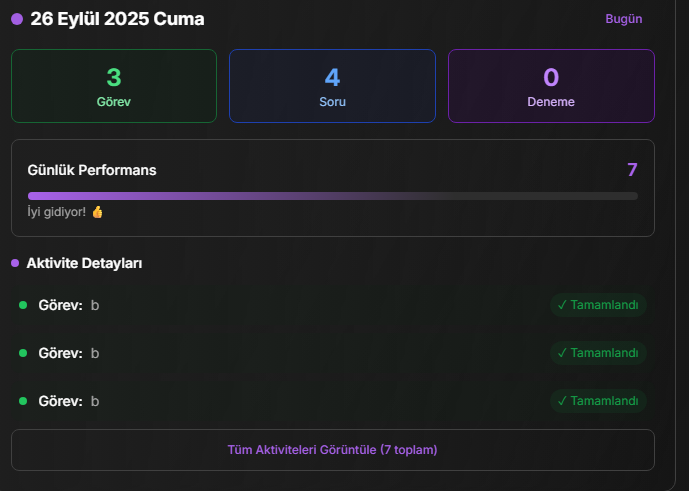 26 Eylül 2025 Cuma
Bugün
3
Görev
4
Soru
0
Deneme
Günlük Performans
7
İyi gidiyor! 👍
Aktivite Detayları
Görev: b
✓ Tamamlandı
Görev: b
✓ Tamamlandı
Görev: b
✓ Tamamlandı
Tüm Aktiviteleri Görüntüle (7 toplam)